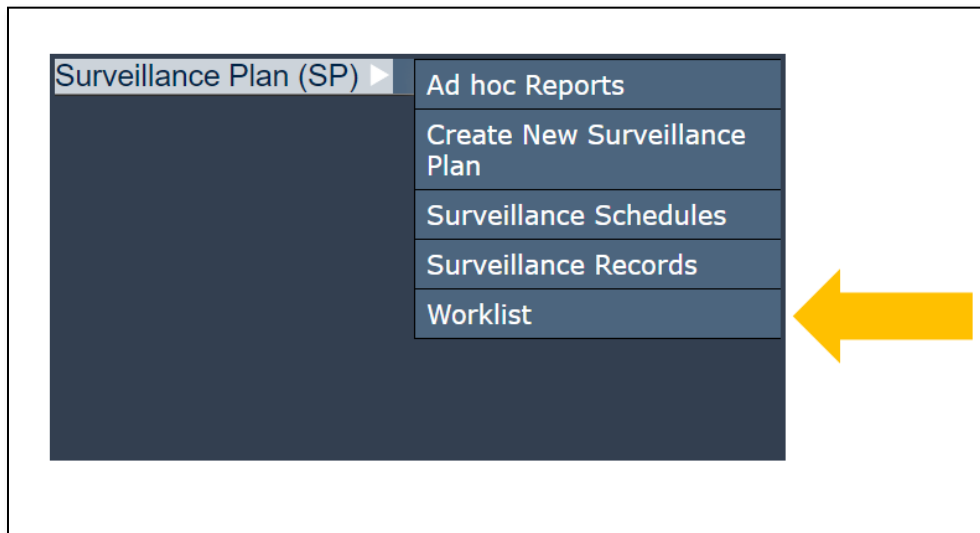 Surveillance Plan (SP)
Ad hoc Reports
Create New Surveillance
Plan
Surveillance Schedules
Surveillance Records
Worklist